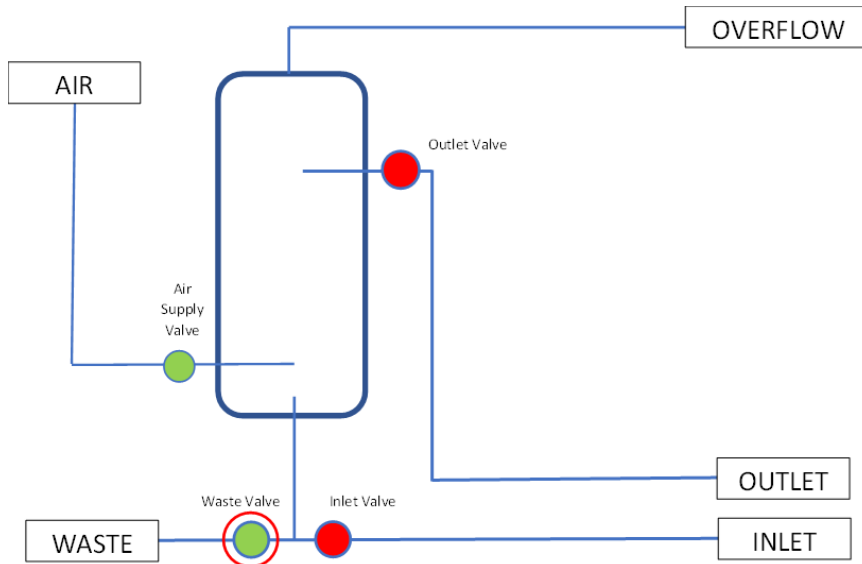 OVERFLOW
AIR
Outlet Valve
Air
Supply
Valve
OUTLET
Waste Valve
Inlet Valve
WASTE
INLET